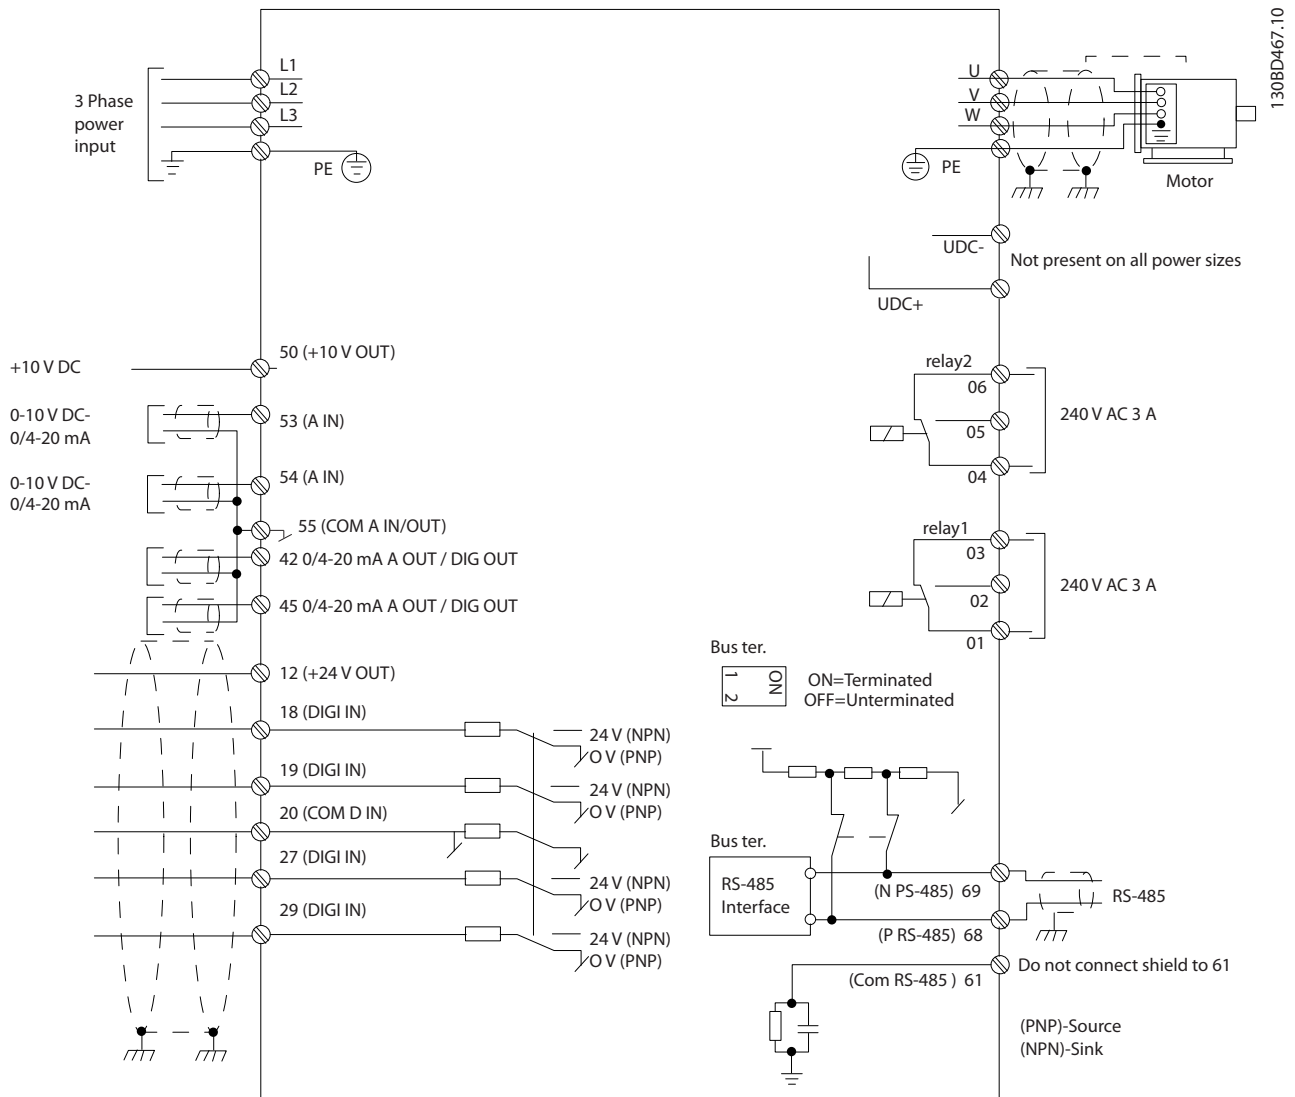 130BD467.10
L1
L2
L3
3 Phase
power
input
PE
U
V
W
PE
Motor
UDC-
Not present on all power sizes
UDC+
+10 V DC
50 (+10 V OUT)
0-10 V DC-
0/4-20 mA
53 (A IN)
0-10 V DC-
0/4-20 mA
54 (A IN)
55 (COM A IN/OUT)
42 0/4-20 mA A OUT / DIG OUT
45 0/4-20 mA A OUT / DIG OUT
12 (+24 V OUT)
18 (DIGI IN)
24 V (NPN)
O V (PNP)
19 (DIGI IN)
24 V (NPN)
O V (PNP)
20 (COM D IN)
27 (DIGI IN)
24 V (NPN)
O V (PNP)
29 (DIGI IN)
24 V (NPN)
O V (PNP)
relay2
06
05
04
240 V AC 3 A
relay1
03
02
01
240 V AC 3 A
Bus ter.
1
2
ON
ON=Terminated
OFF=Unterminated
Bus ter.
RS-485
Interface
(N PS-485) 69
RS-485
(P RS-485) 68
(Com RS-485 ) 61
Do not connect shield to 61
(PNP)-Source
(NPN)-Sink